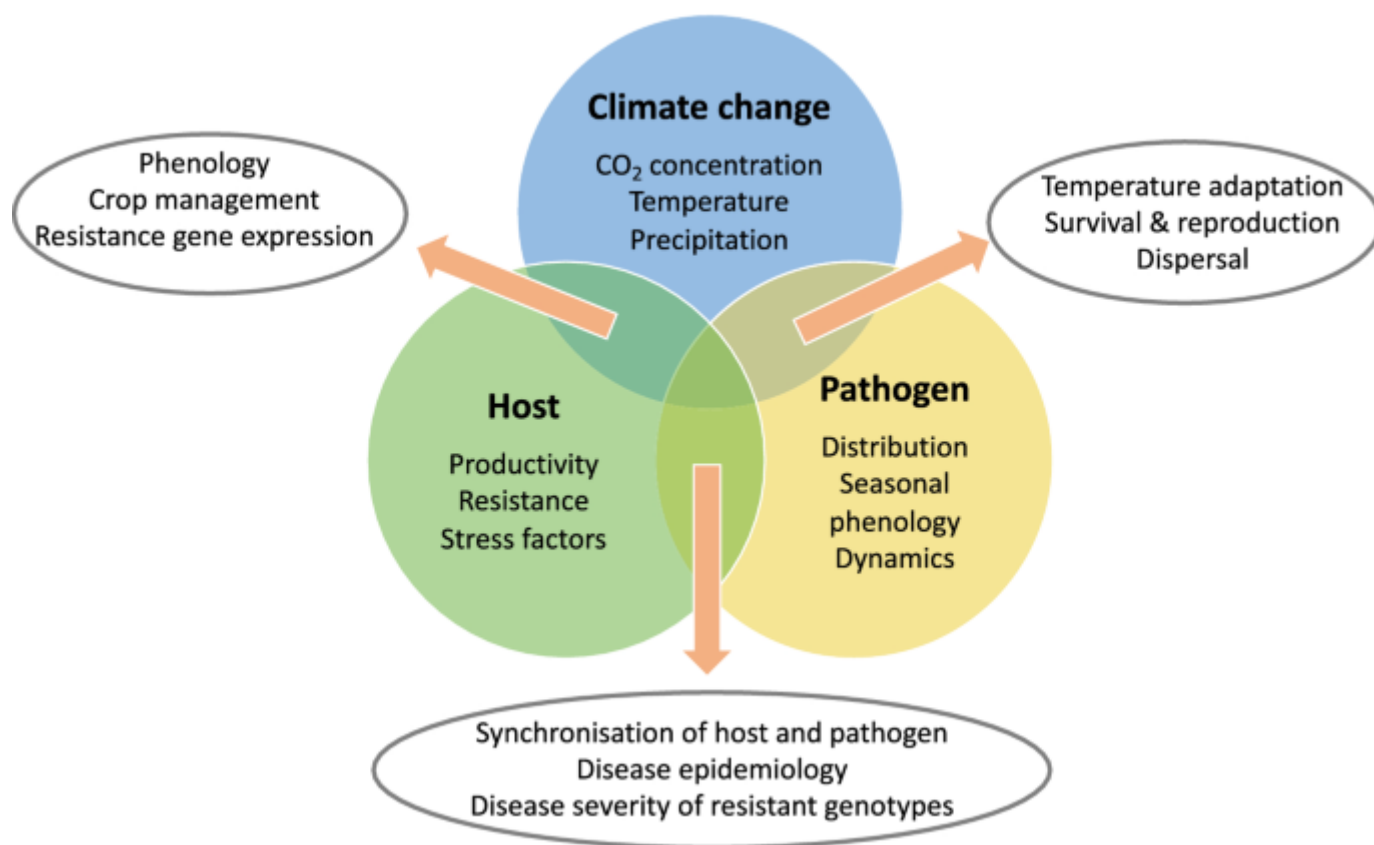 Climate change
CO₂ concentration
Temperature
Precipitation
Phenology
Crop management
Resistance gene expression
Temperature adaptation
Survival & reproduction
Dispersal
Host
Productivity
Resistance
Stress factors
Pathogen
Distribution
Seasonal
phenology
Dynamics
Synchronisation of host and pathogen
Disease epidemiology
Disease severity of resistant genotypes